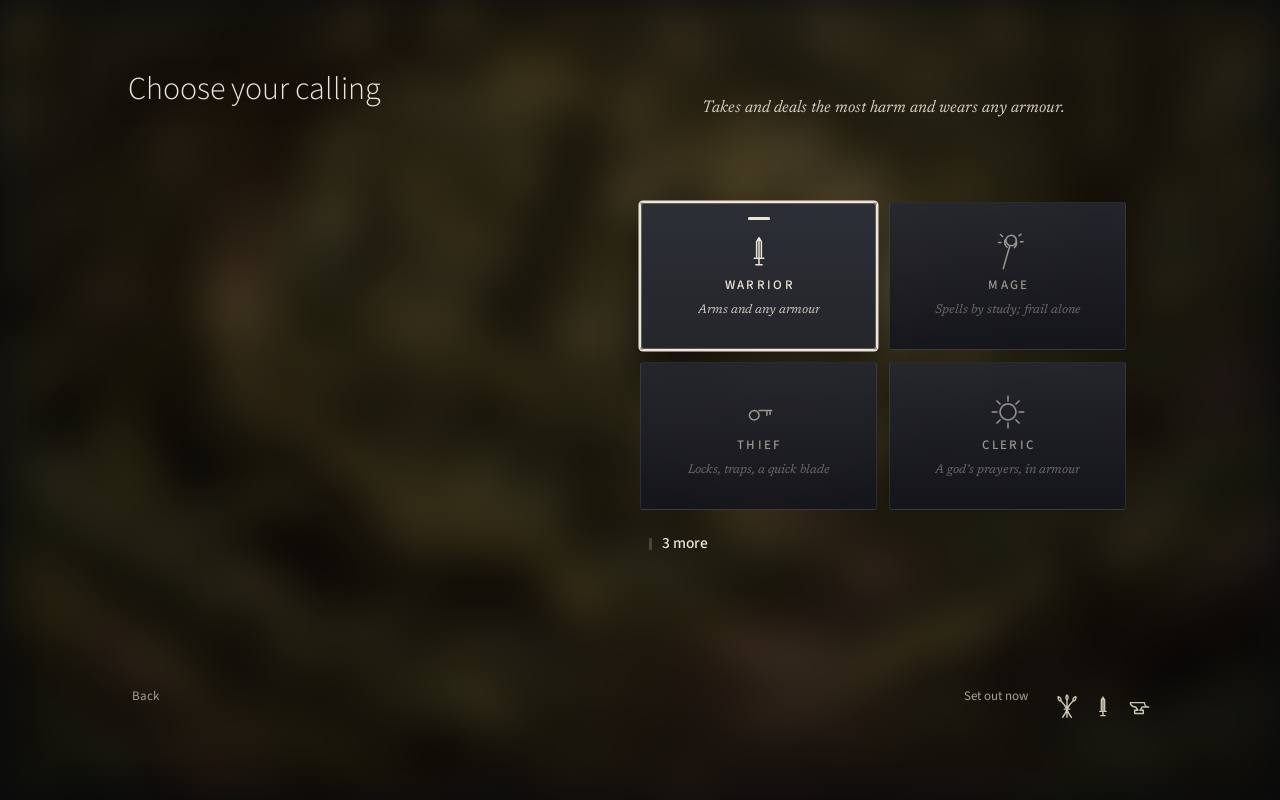 Choose your calling
Takes and deals the most harm and wears any armour.
WARRIOR
Arms and any armour
MAGE
Spells by study; frail alone
THIEF
Locks, traps, a quick blade
CLERIC
A god's prayers, in armour
3 more
Back
Set out now